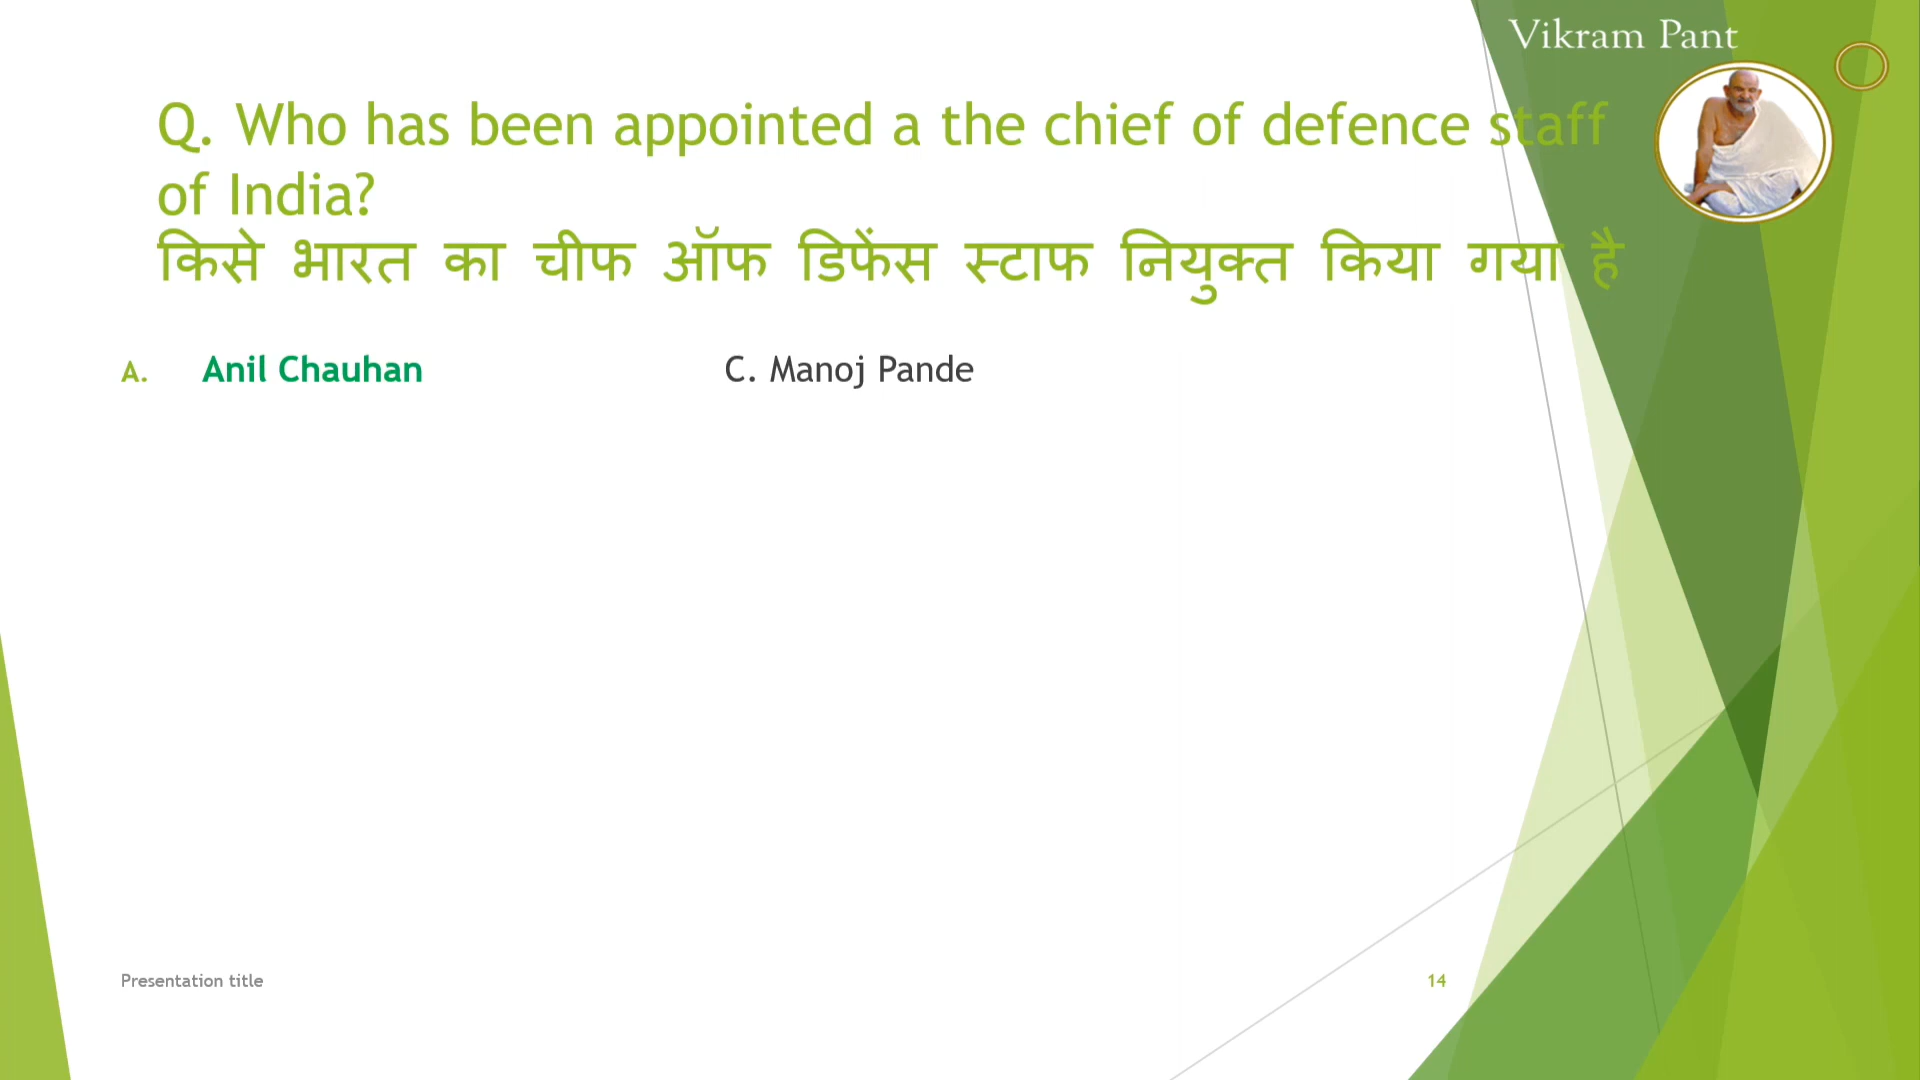 Vikram Pant
Q. Who has been appointed a the chief of defence staff
of India?
किसे भारत का चीफ ऑफ डिफेंस स्टाफ नियुक्त किया गया है
A. Anil Chauhan C. Manoj Pande
Presentation title 14